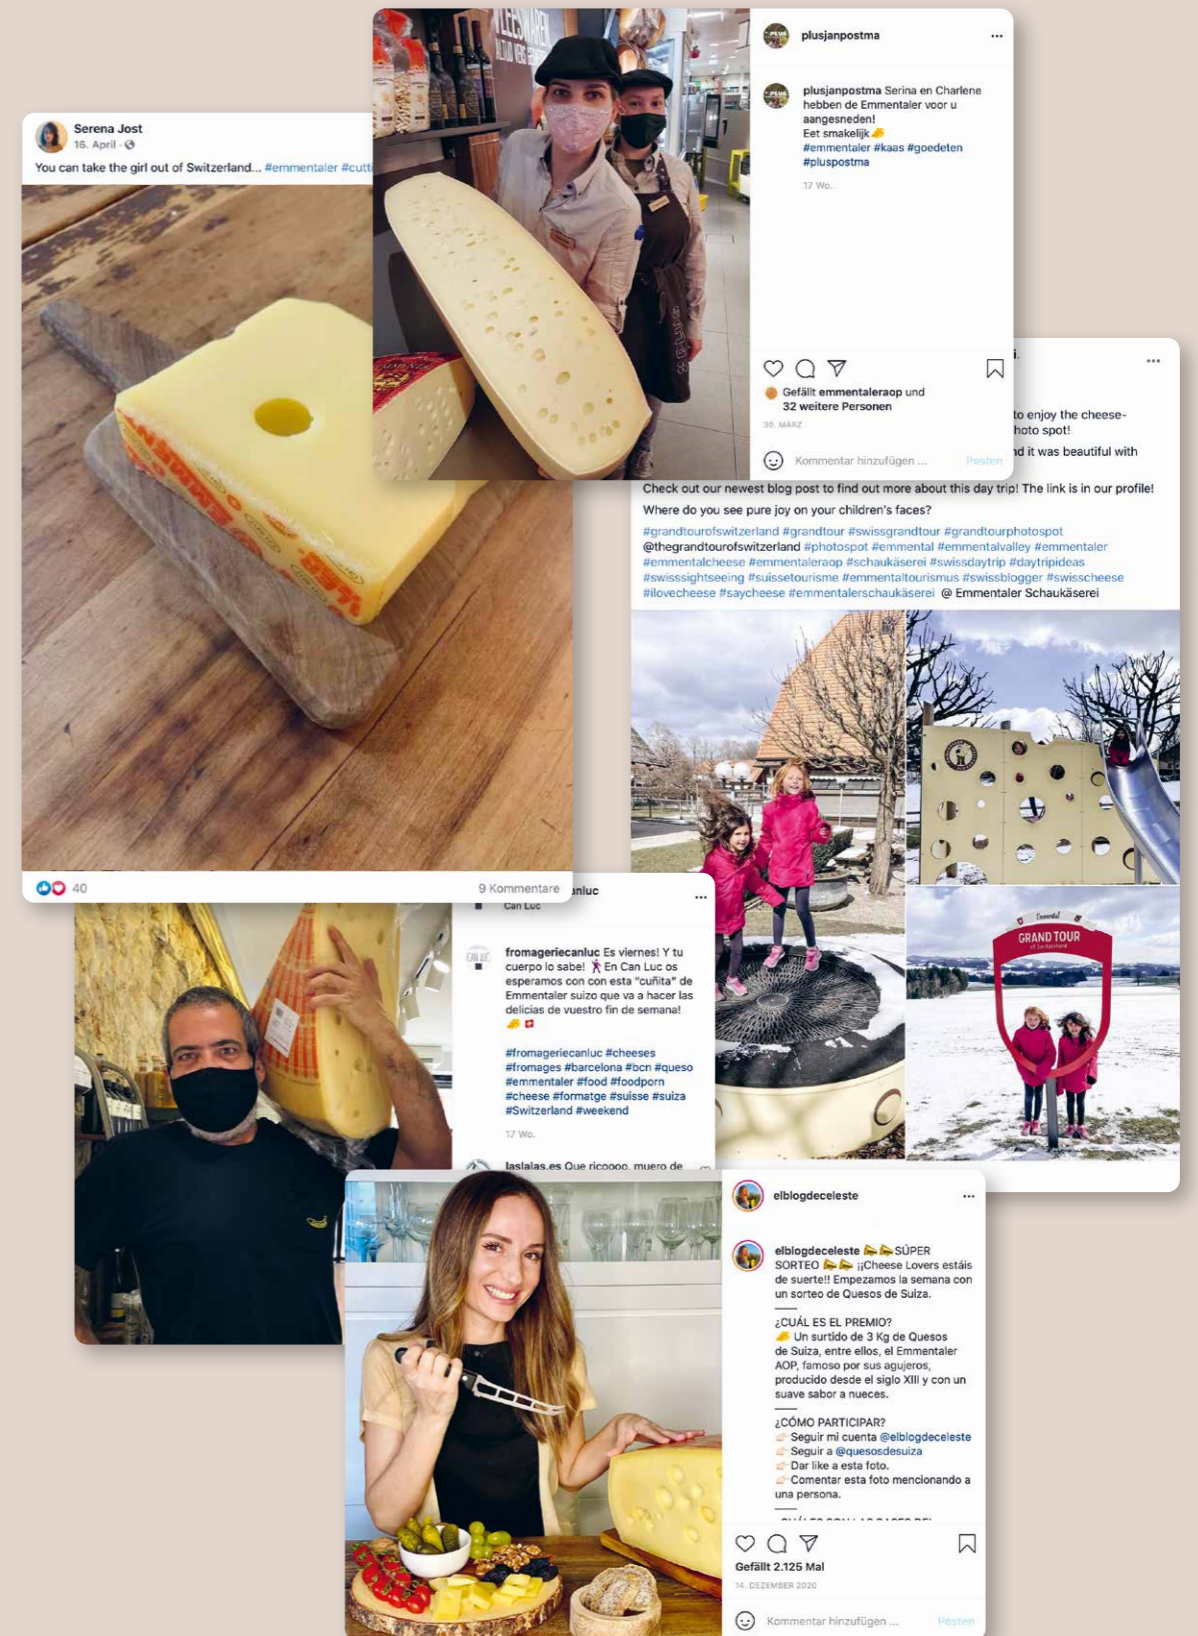 VLEESWAREN
ALTIJD VERS GESNEDEN
plusjanpostma
plusjanpostma Serina en Charlene
hebben de Emmentaler voor u
aangesneden!
Eet smakelijk
#emmentaler #kaas #goedeten
#pluspostma
17 Wo.
Gefällt emmentaleraop und
32 weitere Personen
30. MÄRZ
Kommentar hinzufügen ...
Posten
Serena Jost
16. April
You can take the girl out of Switzerland... #emmentaler #cutti
40
9 Kommentare
to enjoy the cheese-
hoto spot!
nd it was beautiful with
Check out our newest blog post to find out more about this day trip! The link is in our profile!
Where do you see pure joy on your children's faces?
#grandtourofswitzerland #grandtour #swissgrandtour #grandtourphotospot
@thegrandtourofswitzerland #photospot #emmental #emmentalvalley #emmentaler
#emmentalcheese #emmentaleraop #schaukäserei #swissdaytrip #daytripideas
#swisssightseeing #suissetourisme #emmentaltourismus #swissblogger #swisscheese
#ilovecheese #saycheese #emmentalerschaukäserei @ Emmentaler Schaukäserei
Emmental
GRAND TOUR
of Switzerland
anluc
Can Luc
CAN LUC
fromageriecanluc Es viernes! Y tu
cuerpo lo sabe! En Can Luc os
esperamos con con esta "cuñita" de
Emmentaler suizo que va a hacer las
delicias de vuestro fin de semana!
#fromageriecanluc #cheeses
#fromages #barcelona #bcn #queso
#emmentaler #food #foodporn
#cheese #formatge #suisse #suiza
#Switzerland #weekend
17 Wo.
laslalas.es Que ricoooo, muero de
elblogdeceleste
elblogdeceleste SÚPER
SORTEO ¡¡Cheese Lovers estáis
de suerte!! Empezamos la semana con
un sorteo de Quesos de Suiza.
¿CUÁL ES EL PREMIO?
Un surtido de 3 Kg de Quesos
de Suiza, entre ellos, el Emmentaler
AOP, famoso por sus agujeros,
producido desde el siglo XIII y con un
suave sabor a nueces.
¿CÓMO PARTICIPAR?
Seguir mi cuenta @elblogdeceleste
Seguir a @quesosdesuiza
Dar like a esta foto.
Comentar esta foto mencionando a
una persona.
Gefällt 2.125 Mal
14. DEZEMBER 2020
Kommentar hinzufügen ...
Posten